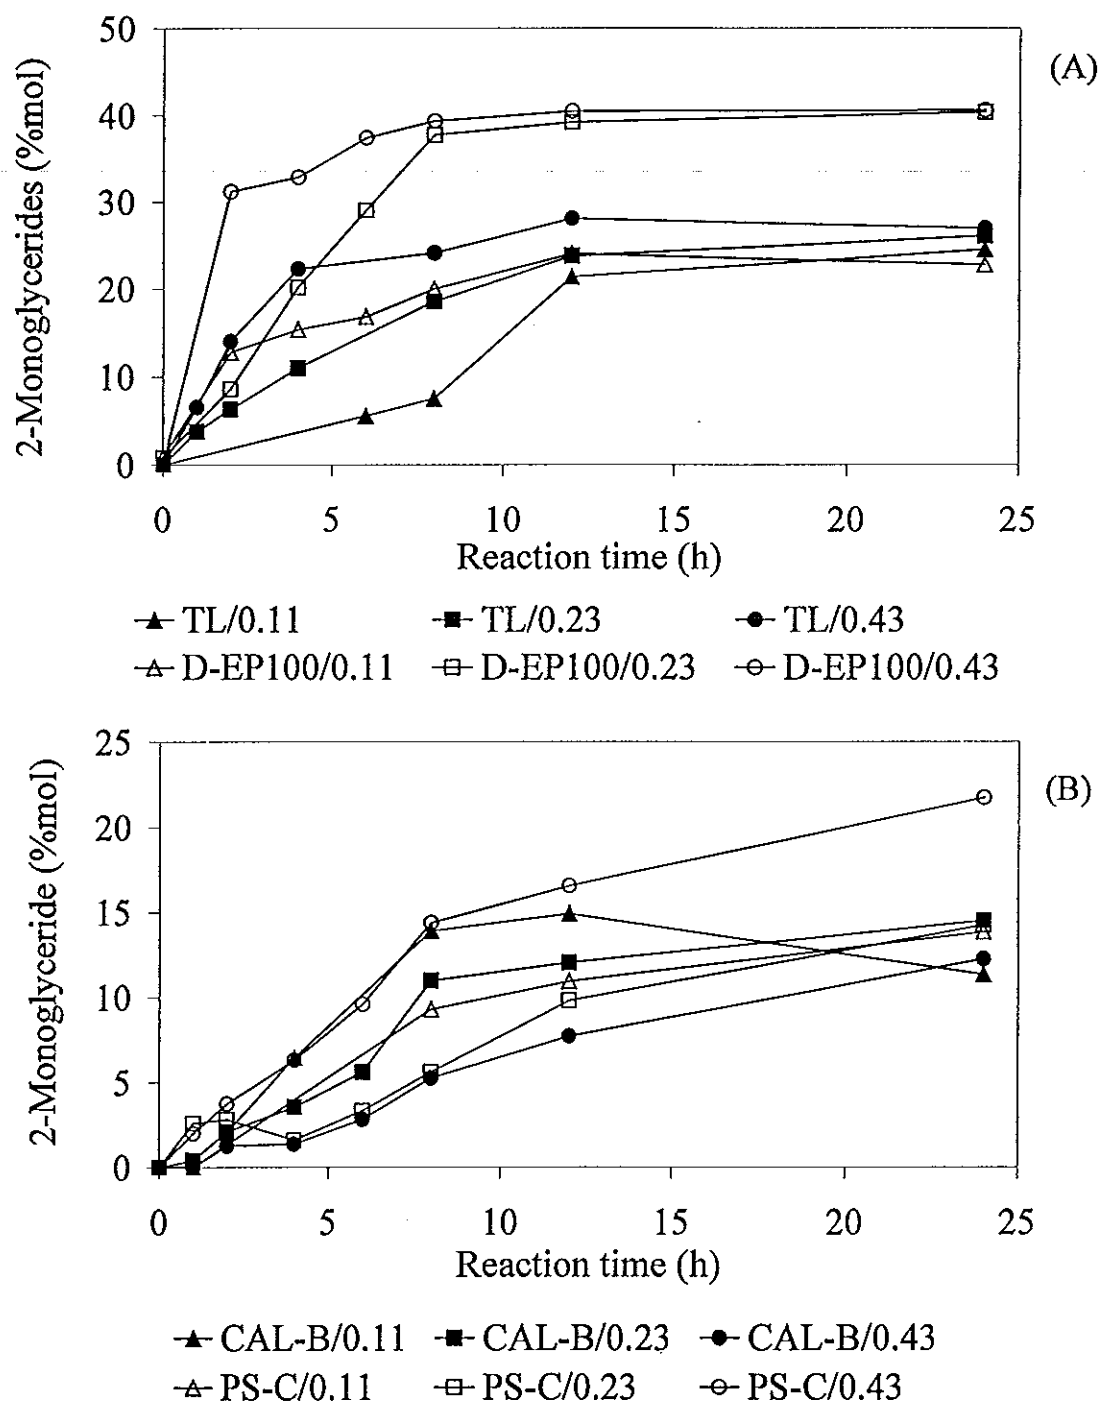 50
(A)
40
30
20
10
0
2-Monoglycerides (%mol)
0 5 10 15 20 25
Reaction time (h)
TL/0.11 TL/0.23 TL/0.43
D-EP100/0.11 D-EP100/0.23 D-EP100/0.43
25
(B)
20
15
10
5
0
2-Monoglyceride (%mol)
0 5 10 15 20 25
Reaction time (h)
CAL-B/0.11 CAL-B/0.23 CAL-B/0.43
PS-C/0.11 PS-C/0.23 PS-C/0.43